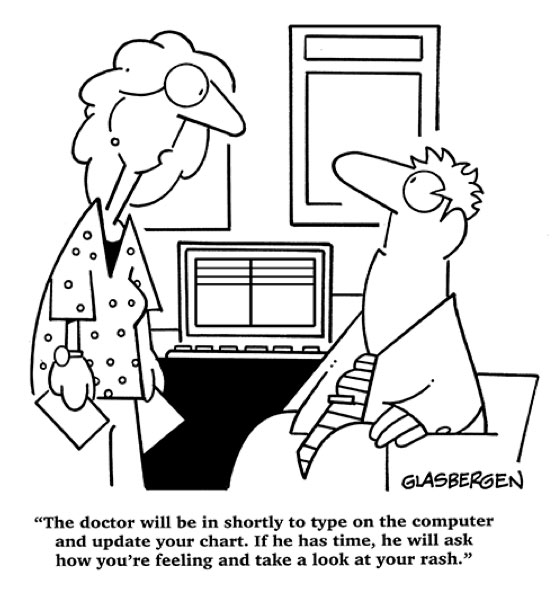 GLASBERGEN
“The doctor will be in shortly to type on the computer
and update your chart. If he has time, he will ask
how you’re feeling and take a look at your rash.”